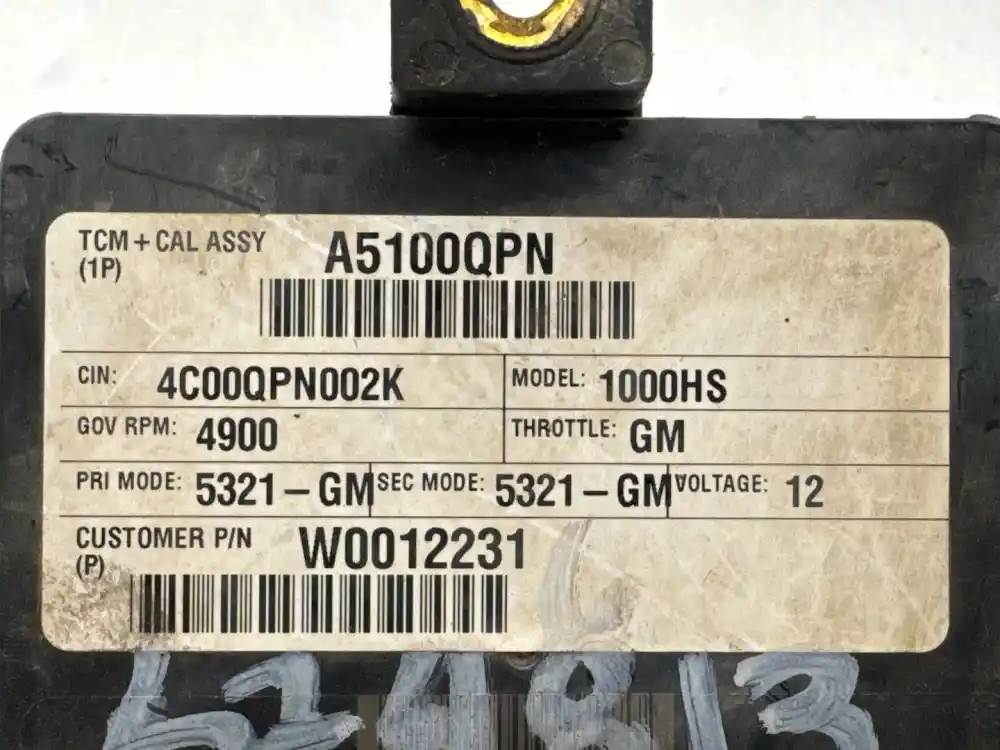 TCM + CAL ASSY A5100QPN
(1P)
CIN: 4C00QPN002K MODEL: 1000HS
GOV RPM: 4900 THROTTLE: GM
PRI MODE: 5321 – GM SEC MODE: 5321 – GM VOLTAGE: 12
CUSTOMER P/N W0012231
(P)